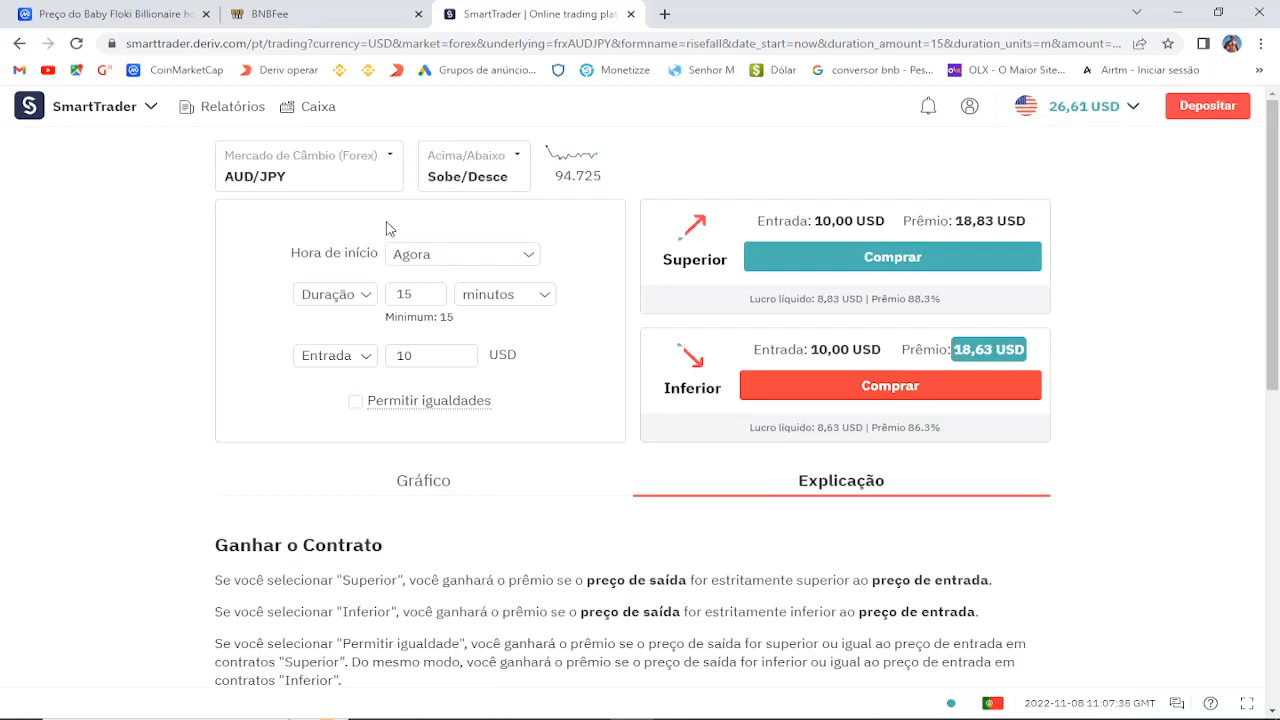 Preço do Baby Floki Billionaire ho
BNBFee
SmartTrader | Online trading plat
smarttrader.deriv.com/pt/trading?currency=USD&market=forex&underlying=frxAUDJPY&formname=risefall&date_start=now&duration_amount=15&duration_units=m&amount=...
CoinMarketCap
Deriv operar
Grupos de anúncio...
Monetizze
Senhor M
Dólar
conversor bnb - Pes...
OLX - O Maior Site...
Airtm - Iniciar sessão
»
SmartTrader
Relatórios
Caixa
26,61 USD
Depositar
Mercado de Câmbio (Forex)
AUD/JPY
Acima/Abaixo
Sobe/Desce
94.725
Hora de início
Agora
Duração
15
minutos
Minimum: 15
Entrada
10
USD
Permitir igualdades
Superior
Entrada: 10,00 USD
Prêmio: 18,83 USD
Comprar
Lucro líquido: 8,83 USD | Prêmio 88.3%
Inferior
Entrada: 10,00 USD
Prêmio: 18,63 USD
Comprar
Lucro líquido: 8,63 USD | Prêmio 86.3%
Gráfico
Explicação
Ganhar o Contrato
Se você selecionar "Superior", você ganhará o prêmio se o preço de saída for estritamente superior ao preço de entrada.
Se você selecionar "Inferior", você ganhará o prêmio se o preço de saída for estritamente inferior ao preço de entrada.
Se você selecionar "Permitir igualdade", você ganhará o prêmio se o preço de saída for superior ou igual ao preço de entrada em
contratos "Superior". Do mesmo modo, você ganhará o prêmio se o preço de saída for inferior ou igual ao preço de entrada em
contratos "Inferior".
2022-11-08 11:07:35 GMT